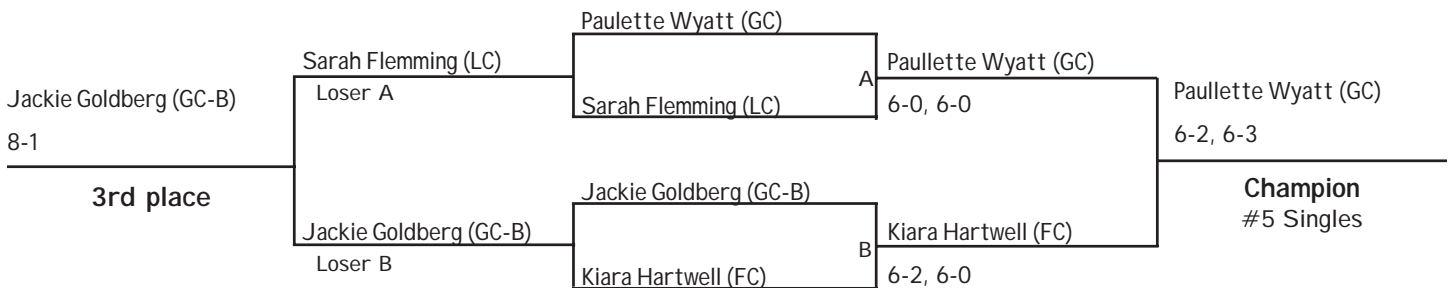 Paulette Wyatt (GC)
Sarah Flemming (LC)
Paullette Wyatt (GC)
Loser A
A
Jackie Goldberg (GC-B)
Sarah Flemming (LC)
6-0, 6-0
Paullette Wyatt (GC)
8-1
6-2, 6-3
3rd place
Jackie Goldberg (GC-B)
Champion
#5 Singles
Jackie Goldberg (GC-B)
Kiara Hartwell (FC)
Loser B
B
Kiara Hartwell (FC)
6-2, 6-0